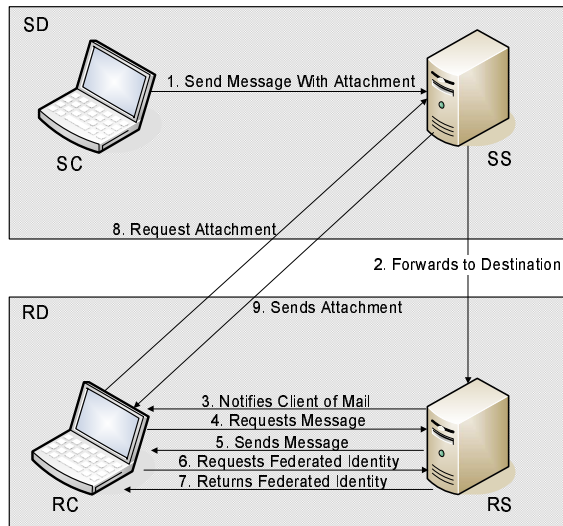 SD
1. Send Message With Attachment
SC
SS
8. Request Attachment
2. Forwards to Destination
9. Sends Attachment
RD
3. Notifies Client of Mail
4. Requests Message
5. Sends Message
6. Requests Federated Identity
7. Returns Federated Identity
RC
RS